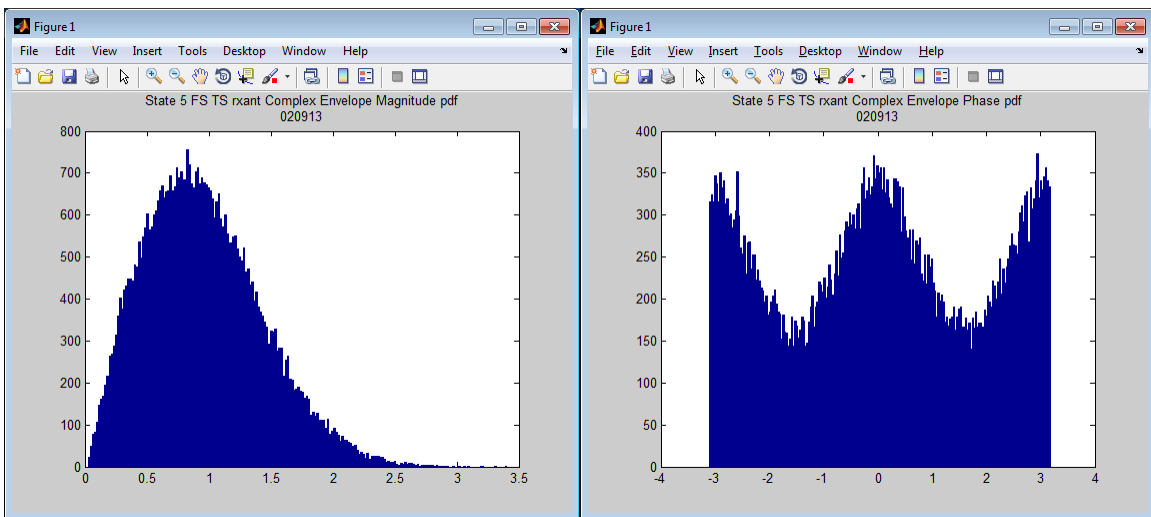 Figure 1
File Edit View Insert Tools Desktop Window Help
State 5 FS TS rxant Complex Envelope Magnitude pdf
020913
800
700
600
500
400
300
200
100
0
0 0.5 1 1.5 2 2.5 3 3.5
Figure 1
File Edit View Insert Tools Desktop Window Help
State 5 FS TS rxant Complex Envelope Phase pdf
020913
400
350
300
250
200
150
100
50
0
-4 -3 -2 -1 0 1 2 3 4